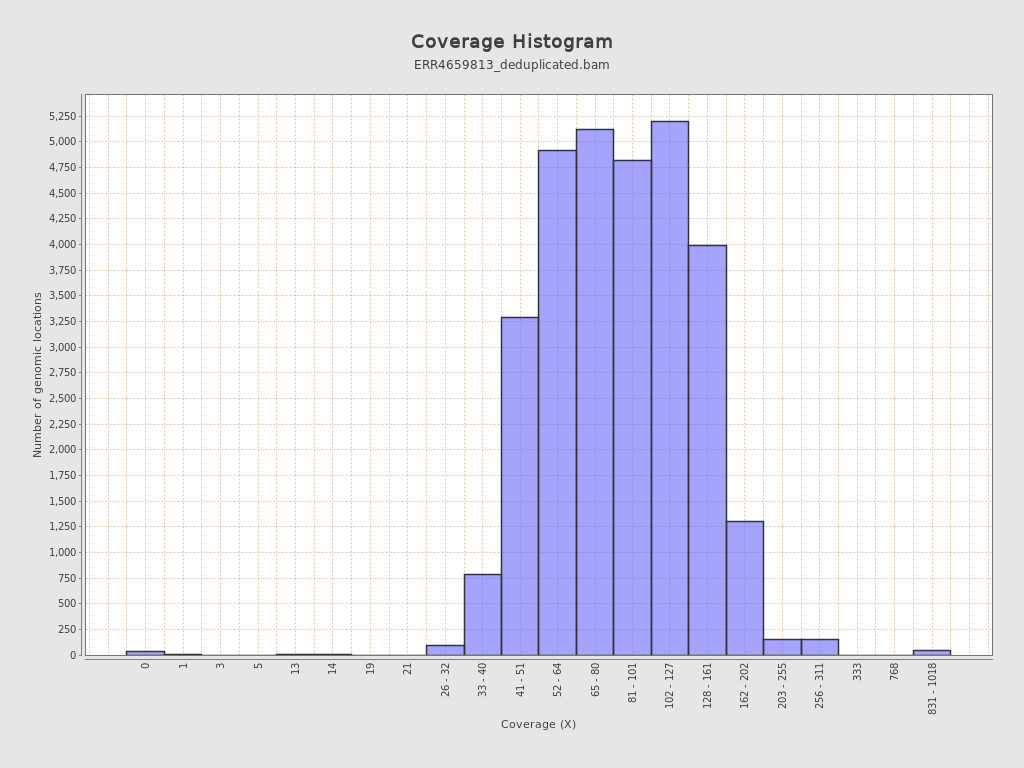 Coverage Histogram
ERR4659813_deduplicated.bam
Number of genomic locations
5,250
5,000
4,750
4,500
4,250
4,000
3,750
3,500
3,250
3,000
2,750
2,500
2,250
2,000
1,750
1,500
1,250
1,000
750
500
250
0
0
1
3
5
13
14
19
21
26 - 32
33 - 40
41 - 51
52 - 64
65 - 80
81 - 101
102 - 127
128 - 161
162 - 202
203 - 255
256 - 311
333
768
831 - 1018
Coverage (X)